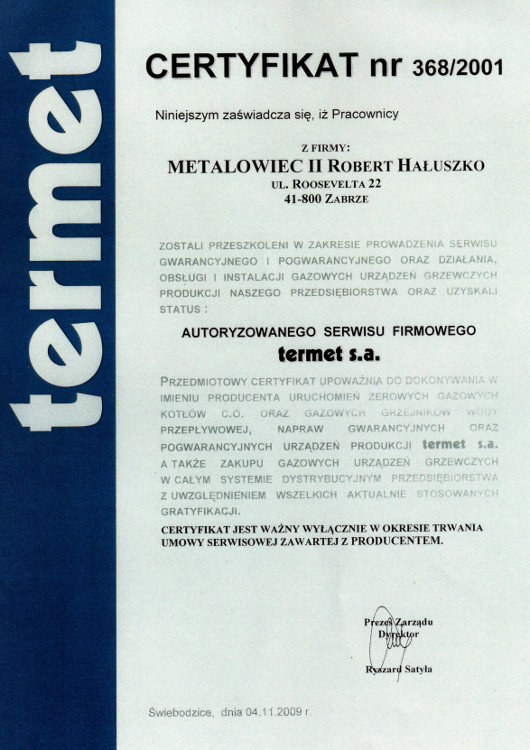 termet
CERTYFIKAT nr 368/2001
Niniejszym zaświadcza się, iż Pracownicy
Z FIRMY:
METALOWIEC II ROBERT HAŁUSZKO
UL. ROOSEVELTA 22
41-800 ZABRZE
ZOSTALI PRZESZKOLENI W ZAKRESIE PROWADZENIA SERWISU
GWARANCYJNEGO I POGWARANCYJNEGO ORAZ DZIAŁANIA,
OBSŁUGI I INSTALACJI GAZOWYCH URZĄDZEŃ GRZEWCZYCH
PRODUKCJI NASZEGO PRZEDSIĘBIORSTWA ORAZ UZYSKALI
STATUS :
AUTORYZOWANEGO SERWISU FIRMOWEGO
termet s.a.
PRZEDMIOTOWY CERTYFIKAT UPOWAŻNIA DO DOKONYWANIA W
IMIENIU PRODUCENTA URUCHOMIEŃ ZEROWYCH GAZOWYCH
KOTŁÓW C.O. ORAZ GAZOWYCH GRZEJNIKÓW WODY
PRZEPŁYWOWEJ, NAPRAW GWARANCYJNYCH ORAZ
POGWARANCYJNYCH URZĄDZEŃ PRODUKCJI termet s.a.
A TAKŻE ZAKUPU GAZOWYCH URZĄDZEŃ GRZEWCZYCH
W CAŁYM SYSTEMIE DYSTRYBUCYJNYM PRZEDSIĘBIORSTWA
Z UWZGLĘDNIENIEM WSZELKICH AKTUALNIE STOSOWANYCH
GRATYFIKACJI.
CERTYFIKAT JEST WAŻNY WYŁĄCZNIE W OKRESIE TRWANIA
UMOWY SERWISOWEJ ZAWARTEJ Z PRODUCENTEM.
Prezes Zarządu
Dyrektor
Ryszard Satyła
Świebodzice, dnia 04.11.2009 r.